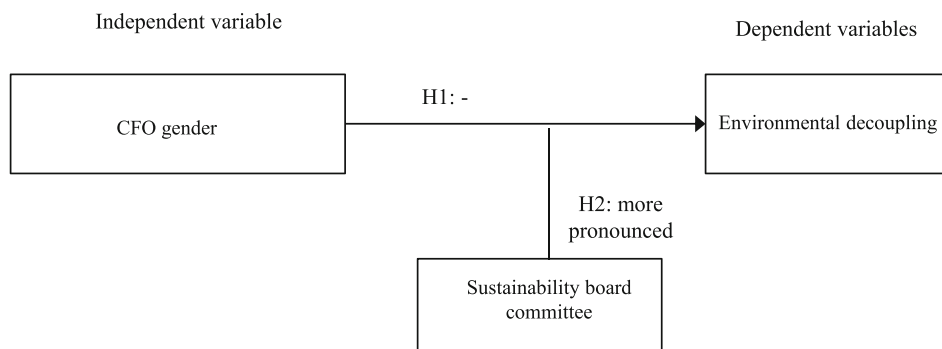 Independent variable
Dependent variables
H1: -
CFO gender
Environmental decoupling
H2: more
pronounced
Sustainability board
committee